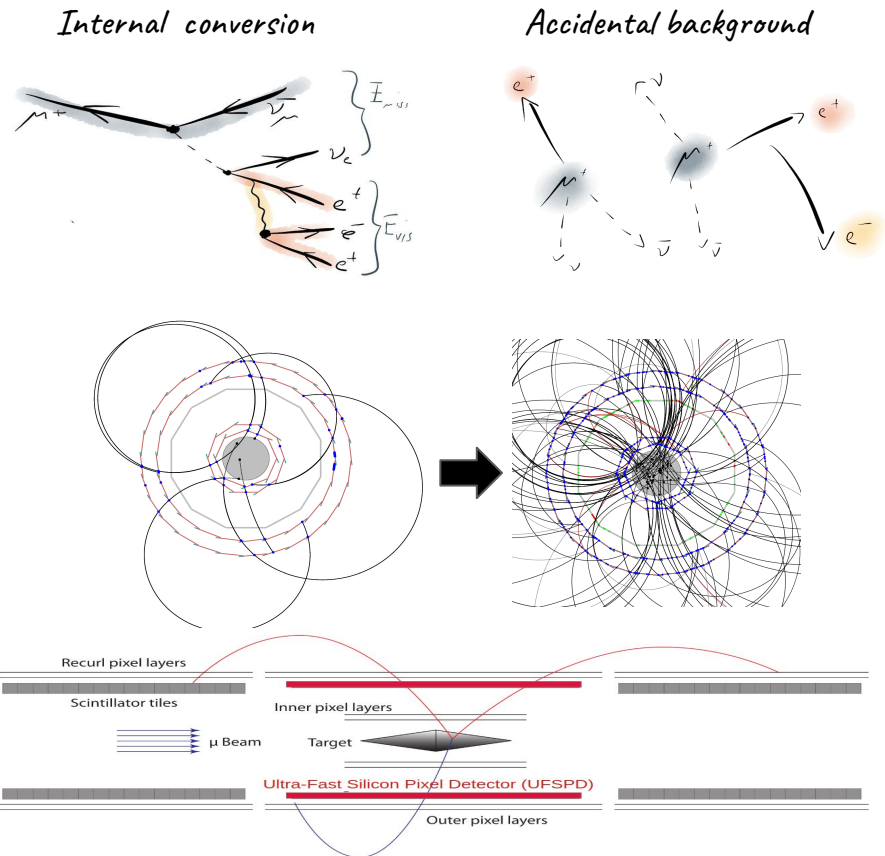 Internal conversion
Accidental background
μ+
ν̄μ
Emiss
νe
e+
e-
e+
Evis
e+
ν
μ+
ν
ν̄
μ+
e+
e-
ν̄
Recurl pixel layers
Scintillator tiles
Inner pixel layers
μ Beam
Target
Ultra-Fast Silicon Pixel Detector (UFSPD)
Outer pixel layers